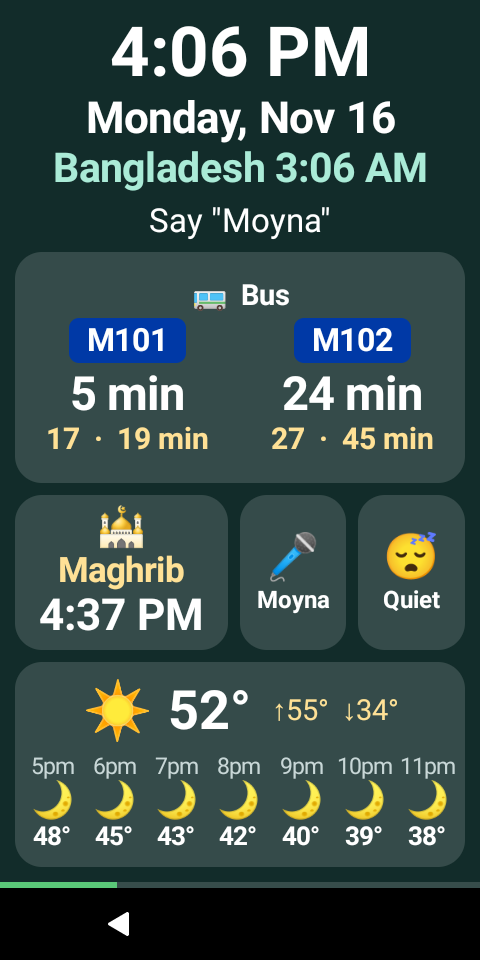 4:06 PM
Monday, Nov 16
Bangladesh 3:06 AM
Say "Moyna"
Bus
M101 M102
5 min 24 min
17 · 19 min 27 · 45 min
Maghrib
4:37 PM
Moyna
Quiet
52° ↑55° ↓34°
5pm 6pm 7pm 8pm 9pm 10pm 11pm
48° 45° 43° 42° 40° 39° 38°